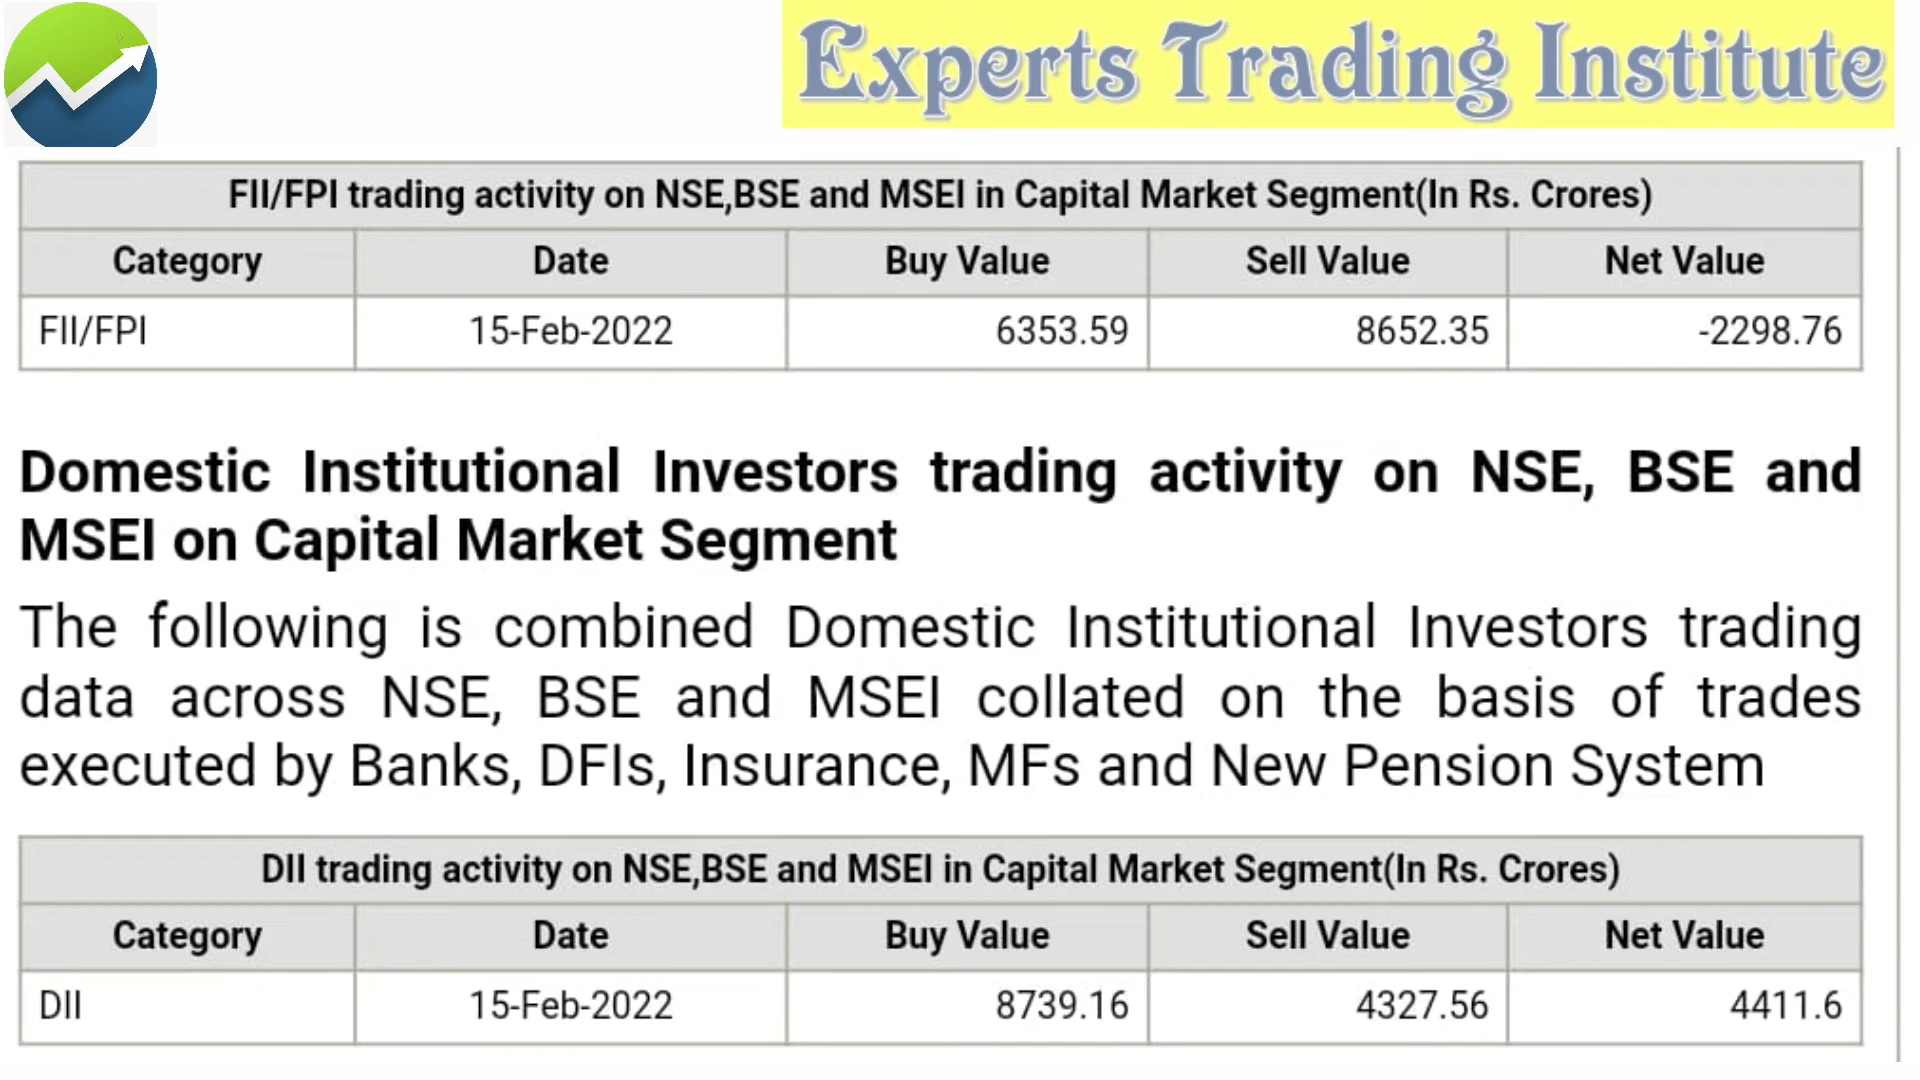 Experts Trading Institute
FII/FPI trading activity on NSE,BSE and MSEI in Capital Market Segment(In Rs. Crores)
Category Date Buy Value Sell Value Net Value
FII/FPI 15-Feb-2022 6353.59 8652.35 -2298.76
Domestic Institutional Investors trading activity on NSE, BSE and
MSEI on Capital Market Segment
The following is combined Domestic Institutional Investors trading
data across NSE, BSE and MSEI collated on the basis of trades
executed by Banks, DFIs, Insurance, MFs and New Pension System
DII trading activity on NSE,BSE and MSEI in Capital Market Segment(In Rs. Crores)
Category Date Buy Value Sell Value Net Value
DII 15-Feb-2022 8739.16 4327.56 4411.6